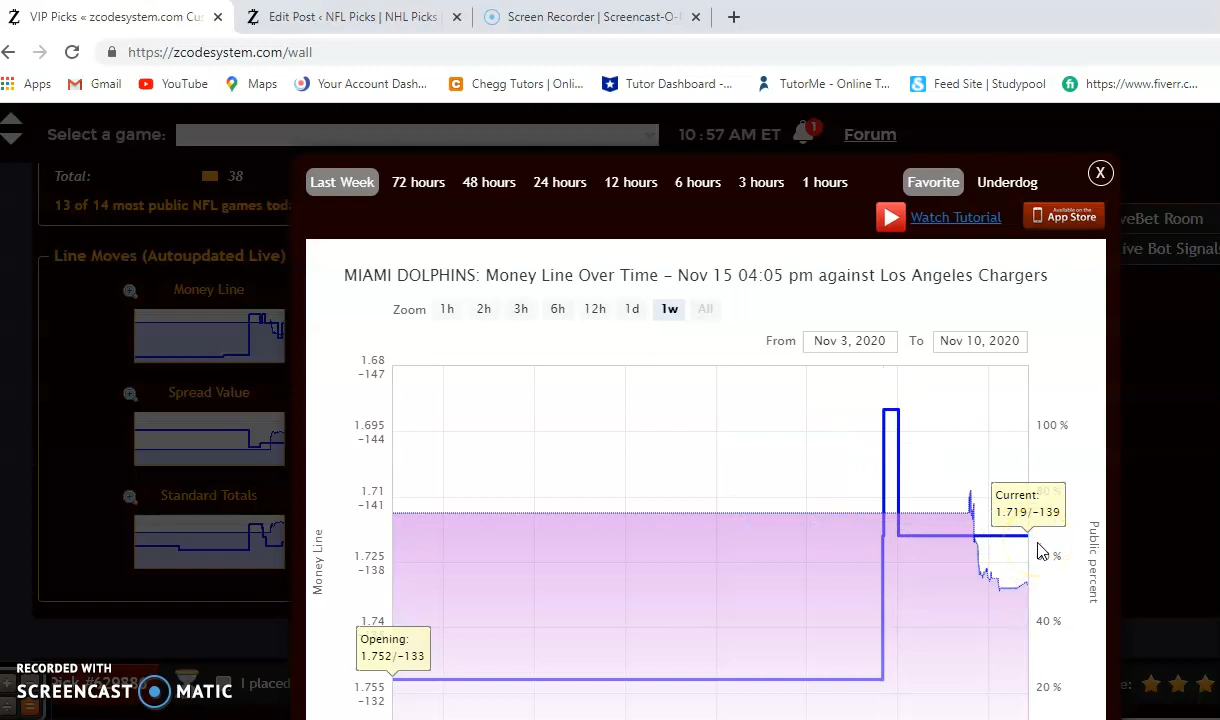 VIP Picks « zcodesystem.com Cus
Edit Post ‹ NFL Picks | NHL Picks |
Screen Recorder | Screencast-O-
https://zcodesystem.com/wall
Apps
Gmail
YouTube
Maps
Your Account Dash...
Chegg Tutors | Onli...
Tutor Dashboard -...
TutorMe - Online T...
Feed Site | Studypool
https://www.fiverr.c...
Select a game:
10:57 AM ET
1
Forum
Total:
38
13 of 14 most public NFL games toda
Line Moves (Autoupdated Live)
Money Line
Spread Value
Standard Totals
Last Week
72 hours
48 hours
24 hours
12 hours
6 hours
3 hours
1 hours
Favorite
Underdog
X
Watch Tutorial
Available on the
App Store
veBet Room
ive Bot Signals
MIAMI DOLPHINS: Money Line Over Time – Nov 15 04:05 pm against Los Angeles Chargers
Zoom
1h
2h
3h
6h
12h
1d
1w
All
From
Nov 3, 2020
To
Nov 10, 2020
1.68
-147
1.695
-144
1.71
-141
1.725
-138
1.74
1.755
-132
Money Line
100 %
80 %
%
40 %
20 %
Public percent
Current:
1.719/-139
Opening:
1.752/-133
RECORDED WITH
SCREENCAST MATIC
I placed
e: